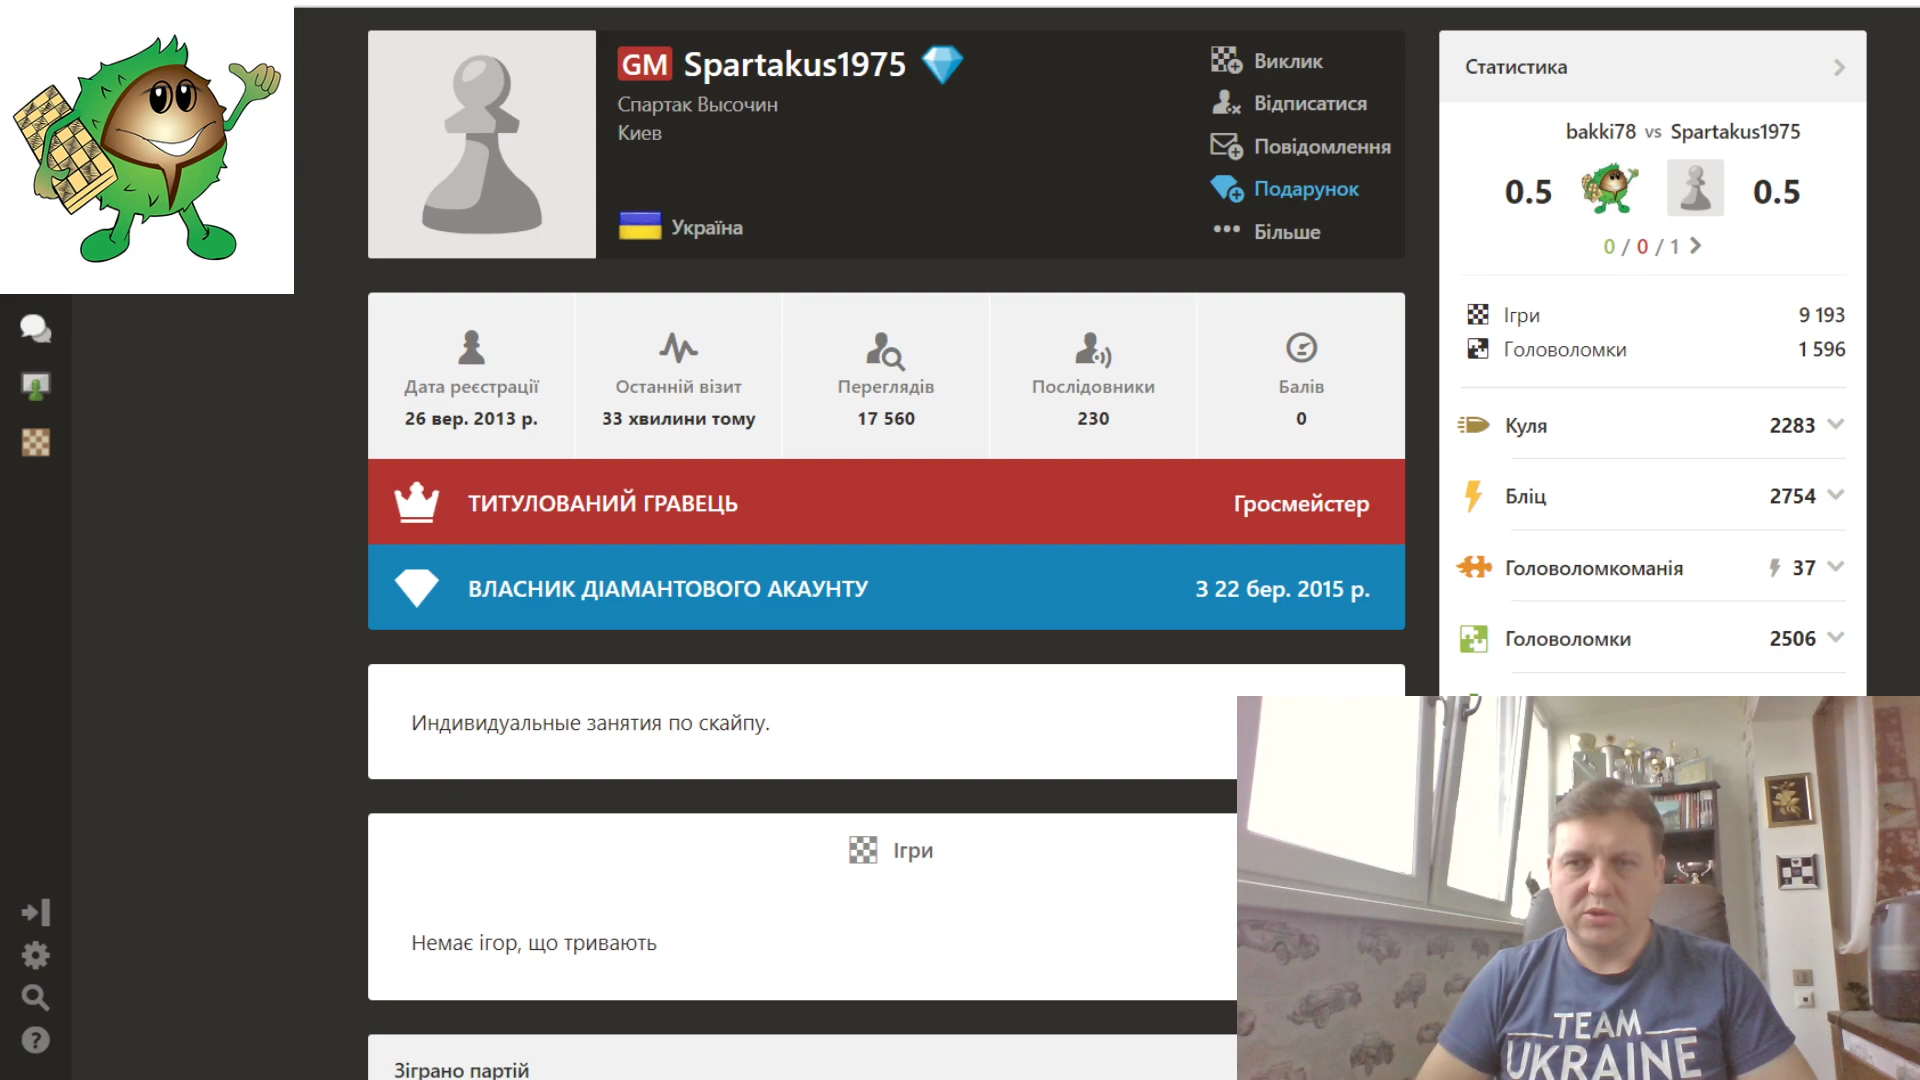 GM Spartakus1975
Спартак Высочин
Киев
Україна
Виклик
Відписатися
Повідомлення
Подарунок
Більше
Дата реєстрації
26 вер. 2013 р.
Останній візит
33 хвилини тому
Переглядів
17 560
Послідовники
230
Балів
0
ТИТУЛОВАНИЙ ГРАВЕЦЬ
Гросмейстер
ВЛАСНИК ДІАМАНТОВОГО АКАУНТУ
З 22 бер. 2015 р.
Индивидуальные занятия по скайпу.
Ігри
Немає ігор, що тривають
Зіграно партій
Статистика
bakki78 vs Spartakus1975
0.5 0.5
0 / 0 / 1
Ігри 9 193
Головоломки 1 596
Куля 2283
Бліц 2754
Головоломкоманія 37
Головоломки 2506
TEAM
UKRAINE